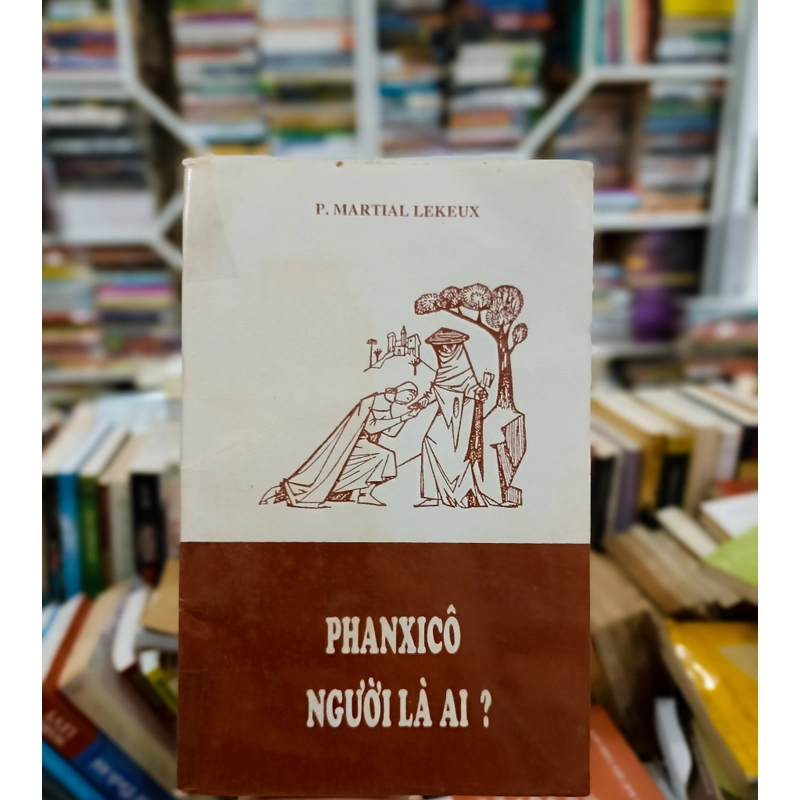 P. MARTIAL LEKEUX
PHANXICÔ
NGƯỜI LÀ AI ?